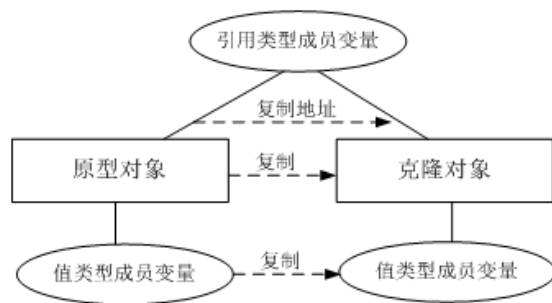 引用类型成员变量
复制地址
原型对象
复制
克隆对象
值类型成员变量
复制
值类型成员变量